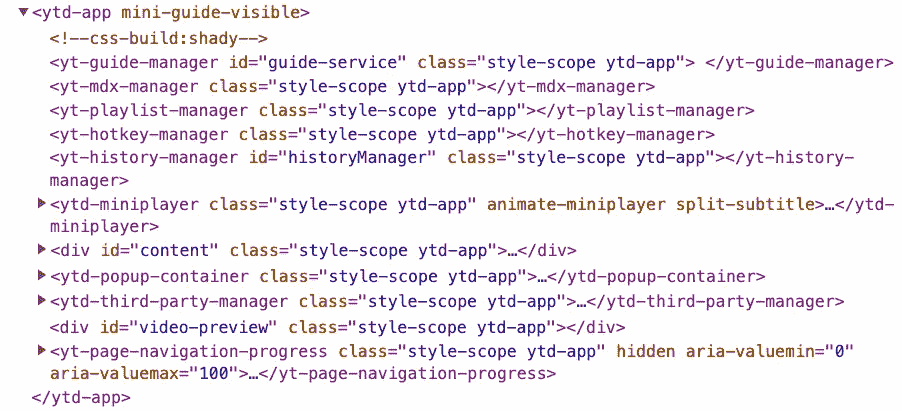 <ytd-app mini-guide-visible>
<!--css-build:shady-->
<yt-guide-manager id="guide-service" class="style-scope ytd-app"> </yt-guide-manager>
<yt-mdx-manager class="style-scope ytd-app"></yt-mdx-manager>
<yt-playlist-manager class="style-scope ytd-app"></yt-playlist-manager>
<yt-hotkey-manager class="style-scope ytd-app"></yt-hotkey-manager>
<yt-history-manager id="historyManager" class="style-scope ytd-app"></yt-history-
manager>
<ytd-miniplayer class="style-scope ytd-app" animate-miniplayer split-subtitle>…</ytd-
miniplayer>
<div id="content" class="style-scope ytd-app">…</div>
<ytd-popup-container class="style-scope ytd-app">…</ytd-popup-container>
<ytd-third-party-manager class="style-scope ytd-app">…</ytd-third-party-manager>
<div id="video-preview" class="style-scope ytd-app"></div>
<yt-page-navigation-progress class="style-scope ytd-app" hidden aria-valuemin="0"
aria-valuemax="100">…</yt-page-navigation-progress>
</ytd-app>